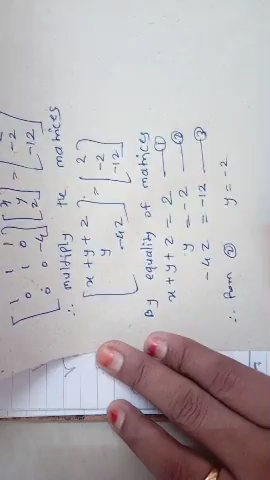 [1 1 1] [x] [2]
[0 1 0] [y] = [-2]
[0 0 -4] [z] [-12]
∴ multiply the matrices
[x+y+z] [2]
[y] = [-2]
[-4z] [-12]
By equality of matrices
x+y+z = 2 —①
y = -2 —②
-4z = -12 —③
∴ from ② y = -2